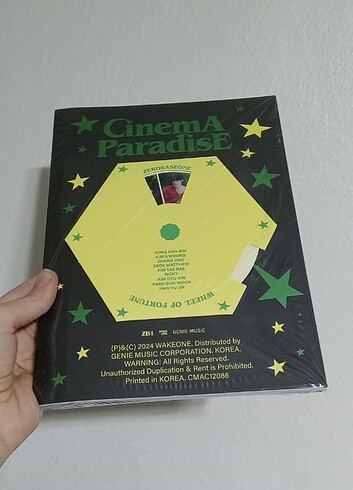 CinemA
ParadisE
ZEROBASEONE
SUNG HAN BIN
KIM JI WOONG
ZHANG HAO
SEOK MATTHEW
KIM TAE RAE
RICKY
KIM GYU VIN
PARK GUN WOOK
HAN YU JIN
WHEEL OF FORTUNE
ZB1
GENIE MUSIC
(P)&(C) 2024 WAKEONE. Distributed by
GENIE MUSIC CORPORATION. KOREA.
WARNING: All Rights Reserved.
Unauthorized Duplication & Rent is Prohibited.
Printed in KOREA. CMAC12086